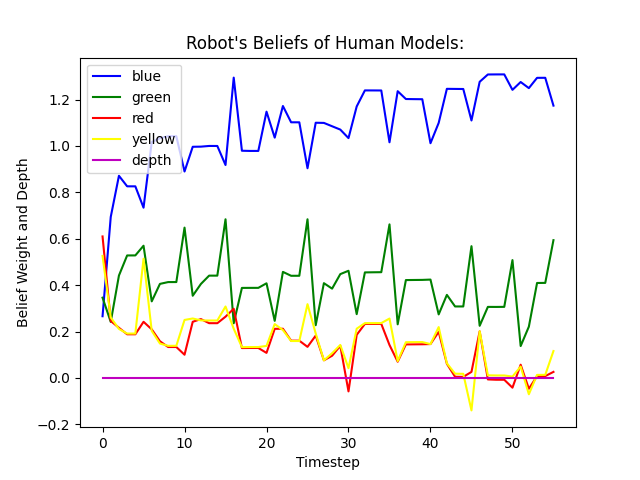 Robot's Beliefs of Human Models:
blue
green
red
yellow
depth
Belief Weight and Depth
1.2
1.0
0.8
0.6
0.4
0.2
0.0
−0.2
0 10 20 30 40 50
Timestep